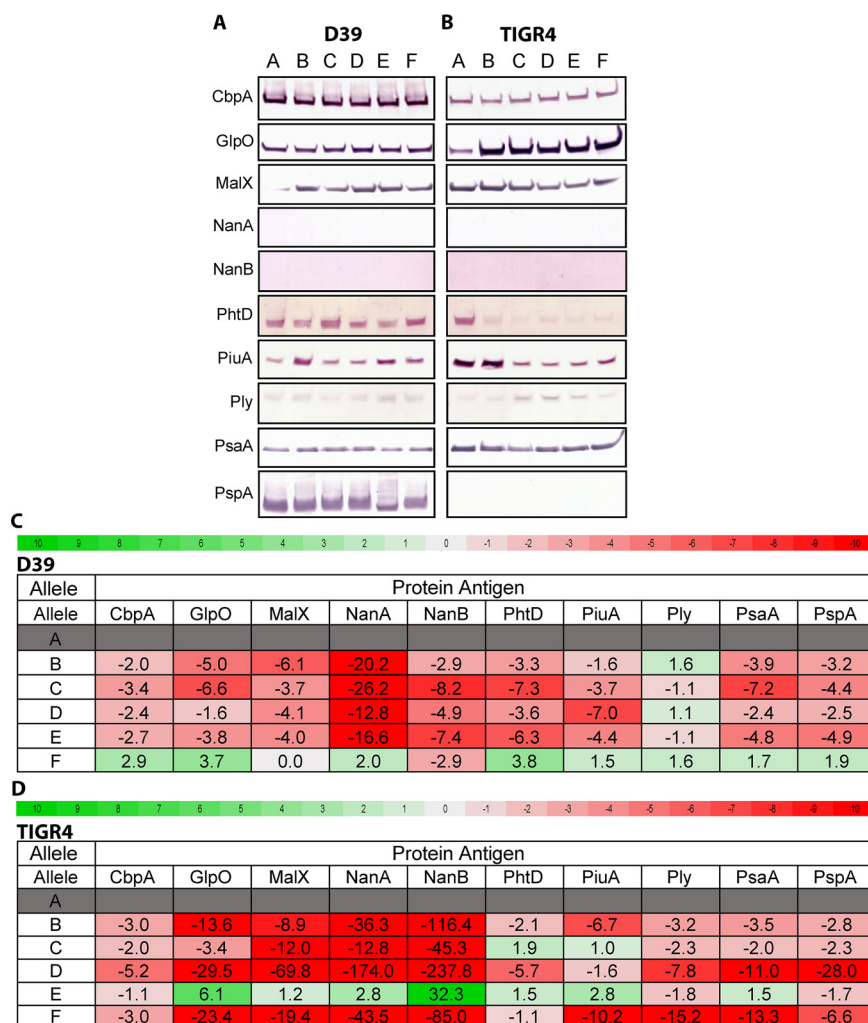 A B
D39 TIGR4
A B C D E F A B C D E F
CbpA
GlpO
MalX
NanA
NanB
PhtD
PiuA
Ply
PsaA
PspA
C
10 9 8 7 6 5 4 3 2 1 0 -1 -2 -3 -4 -5 -6 -7 -8 -9 -10
D39
Allele Protein Antigen
Allele CbpA GlpO MalX NanA NanB PhtD PiuA Ply PsaA PspA
A
B -2.0 -5.0 -6.1 -20.2 -2.9 -3.3 -1.6 1.6 -3.9 -3.2
C -3.4 -6.6 -3.7 -26.2 -8.2 -7.3 -3.7 -1.1 -7.2 -4.4
D -2.4 -1.6 -4.1 -12.8 -4.9 -3.6 -7.0 1.1 -2.4 -2.5
E -2.7 -3.8 -4.0 -16.6 -7.4 -6.3 -4.4 -1.1 -4.8 -4.9
F 2.9 3.7 0.0 2.0 -2.9 3.8 1.5 1.6 1.7 1.9
D
10 9 8 7 6 5 4 3 2 1 0 -1 -2 -3 -4 -5 -6 -7 -8 -9 -10
TIGR4
Allele Protein Antigen
Allele CbpA GlpO MalX NanA NanB PhtD PiuA Ply PsaA PspA
A
B -3.0 -13.6 -8.9 -36.3 -116.4 -2.1 -6.7 -3.2 -3.5 -2.8
C -2.0 -3.4 -12.0 -12.8 -45.3 1.9 1.0 -2.3 -2.0 -2.3
D -5.2 -29.5 -69.8 -174.0 -237.8 -5.7 -1.6 -7.8 -11.0 -28.0
E -1.1 6.1 1.2 2.8 32.3 1.5 2.8 -1.8 1.5 -1.7
F -3.0 -23.4 -19.4 -43.5 -85.0 -1.1 -10.2 -15.2 -13.3 -6.6